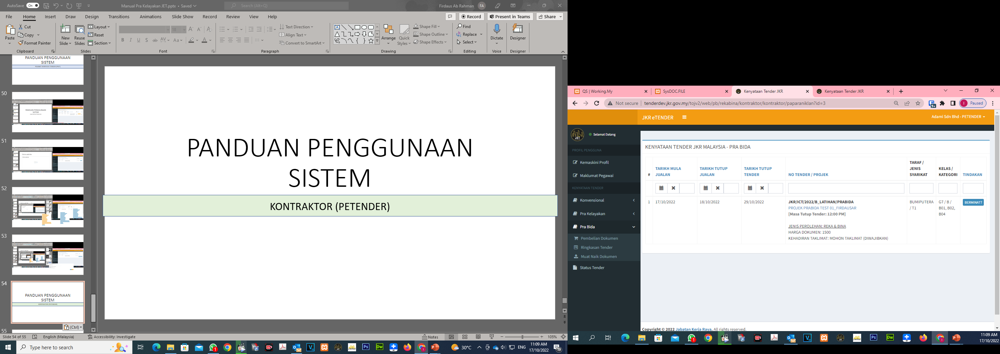 AutoSave On
Manual Pra Kelayakan JET.pptx • Saved
Search (Alt+Q)
Firdaus Ab Rahman FA
File Home Insert Draw Design Transitions Animations Slide Show Record Review View Help
Record Present in Teams Share
Paste
Cut
Copy
Format Painter
Clipboard
New Slide
Reuse Slides
Layout
Reset
Section
Slides
18
Font
Text Direction
Align Text
Convert to SmartArt
Paragraph
Arrange
Quick Styles
Shape Fill
Shape Outline
Shape Effects
Drawing
Find
Replace
Select
Editing
Dictate
Voice
Designer
Designer
PANDUAN PENGGUNAAN
SISTEM
50
PANDUAN PENGGUNAAN
SISTEM
51
52
53
54
PANDUAN PENGGUNAAN
SISTEM
KONTRAKTOR (PETENDER)
(Ctrl)
55
PANDUAN PENGGUNAAN
SISTEM
KONTRAKTOR (PETENDER)
Slide 54 of 55
English (Malaysia)
Accessibility: Investigate
Notes
105%
Type here to search
30°C
ENG
11:09 AM
17/10/2022
19
QS | Working.My
SysDOC.FILE
Kenyataan Tender JKR
Kenyataan Tender JKR
Not secure | tenderdev.jkr.gov.my/tojv2/web/pb/rekabina/kontraktor/kontraktor/paparaniklan?id=3
9+
I Paused
JKR eTENDER
Adami Sdn Bhd - PETENDER
JET
Selamat Datang
PROFIL PENGGUNA
Kemaskini Profil
Maklumat Pegawai
KENYATAAN TENDER
Konvensional
Pra Kelayakan
Pra Bida
Pembelian Dokumen
Ringkasan Tender
Muat Naik Dokumen
Status Tender
KENYATAAN TENDER JKR MALAYSIA - PRA BIDA
# TARIKH MULA JUALAN TARIKH TUTUP JUALAN TARIKH TUTUP TENDER NO TENDER / PROJEK TARAF / JENIS SYARIKAT KELAS / KATEGORI TINDAKAN
1 17/10/2022 18/10/2022 29/10/2022 JKR/ICT/2022/B_LATIHAN/PRABIDA BUMIPUTERA G7 / B / BERMINAT?
PROJEK PRABIDA TEST 01_FIRDAUSAR / T1 B01, B02,
[Masa Tutup Tender: 12:00 PM] B04
JENIS PEROLEHAN: REKA & BINA
HARGA DOKUMEN: 1500
KEHADIRAN TAKLIMAT: MOHON TAKLIMAT (DIWAJIBKAN)
Copyright © 2022 Jabatan Kerja Raya. All rights reserved.
11:09 AM
17/10/2022